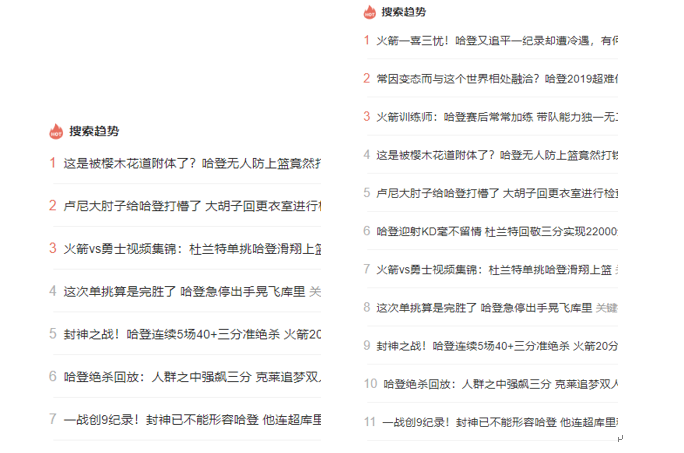 HOT 搜索趋势
1 这是被樱木花道附体了？哈登无人防上篮竟然打
2 卢尼大肘子给哈登打懵了 大胡子回更衣室进行
3 火箭vs勇士视频集锦：杜兰特单挑哈登滑翔上篮
4 这次单挑算是完胜了 哈登急停出手晃飞库里 关
5 封神之战！哈登连续5场40+三分准绝杀 火箭20
6 哈登绝杀回放：人群之中强飙三分 克莱追梦双
7 一战创9纪录！封神已不能形容哈登 他连超库里
HOT 搜索趋势
1 火箭一喜三忧！哈登又追平一纪录却遭冷遇，有
2 常因变态而与这个世界相处融洽？哈登2019超难
3 火箭训练师：哈登赛后常常加练 带队能力独一无
4 这是被樱木花道附体了？哈登无人防上篮竟然打铁
5 卢尼大肘子给哈登打懵了 大胡子回更衣室进行检查
6 哈登迎射KD毫不留情 杜兰特回敬三分实现22000
7 火箭vs勇士视频集锦：杜兰特单挑哈登滑翔上篮
8 这次单挑算是完胜了 哈登急停出手晃飞库里 关键
9 封神之战！哈登连续5场40+三分准绝杀 火箭20分
10 哈登绝杀回放：人群之中强飙三分 克莱追梦双
11 一战创9纪录！封神已不能形容哈登 他连超库里